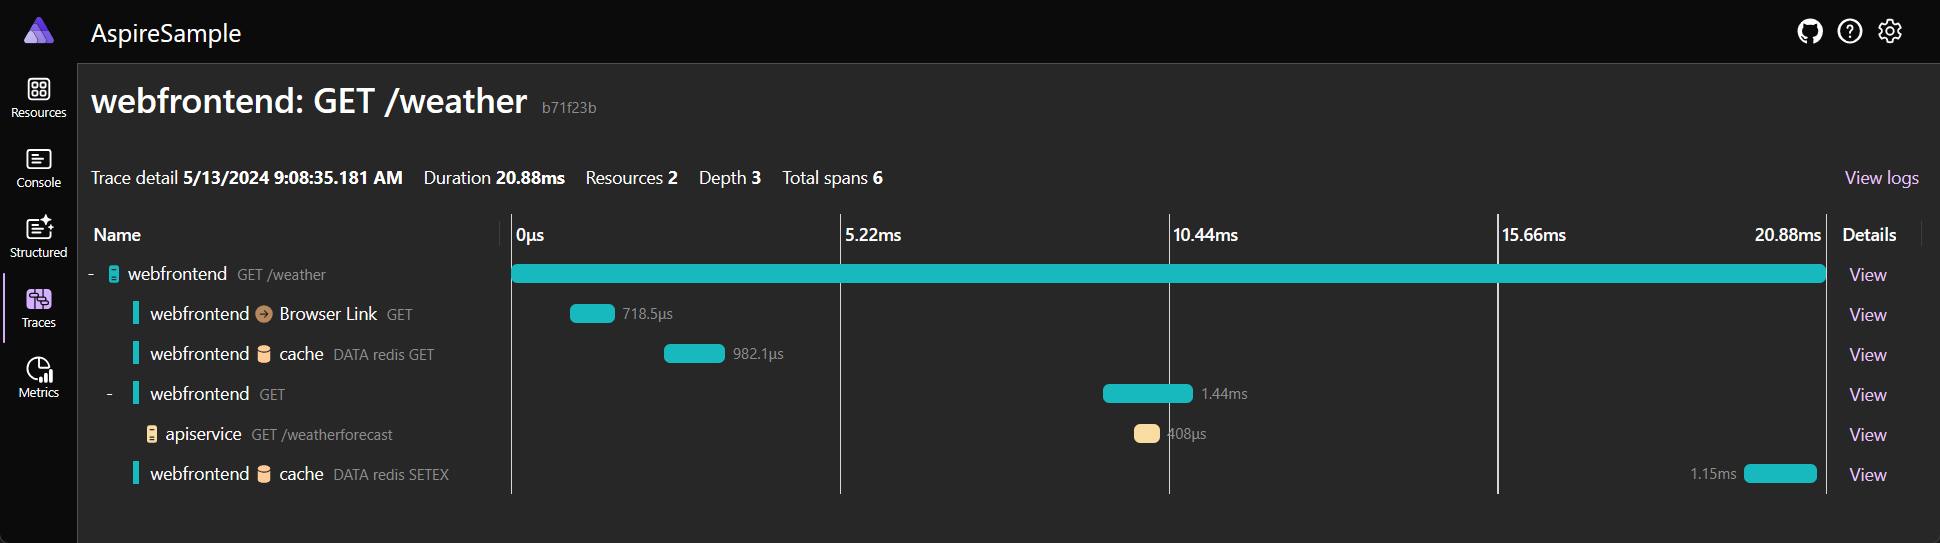 AspireSample
Resources
Console
Structured
Traces
Metrics
webfrontend: GET /weather b71f23b
Trace detail 5/13/2024 9:08:35.181 AM Duration 20.88ms Resources 2 Depth 3 Total spans 6 View logs
Name 0µs 5.22ms 10.44ms 15.66ms 20.88ms Details
- webfrontend GET /weather View
webfrontend Browser Link GET 718.5µs View
webfrontend cache DATA redis GET 982.1µs View
- webfrontend GET 1.44ms View
apiservice GET /weatherforecast 408µs View
webfrontend cache DATA redis SETEX 1.15ms View